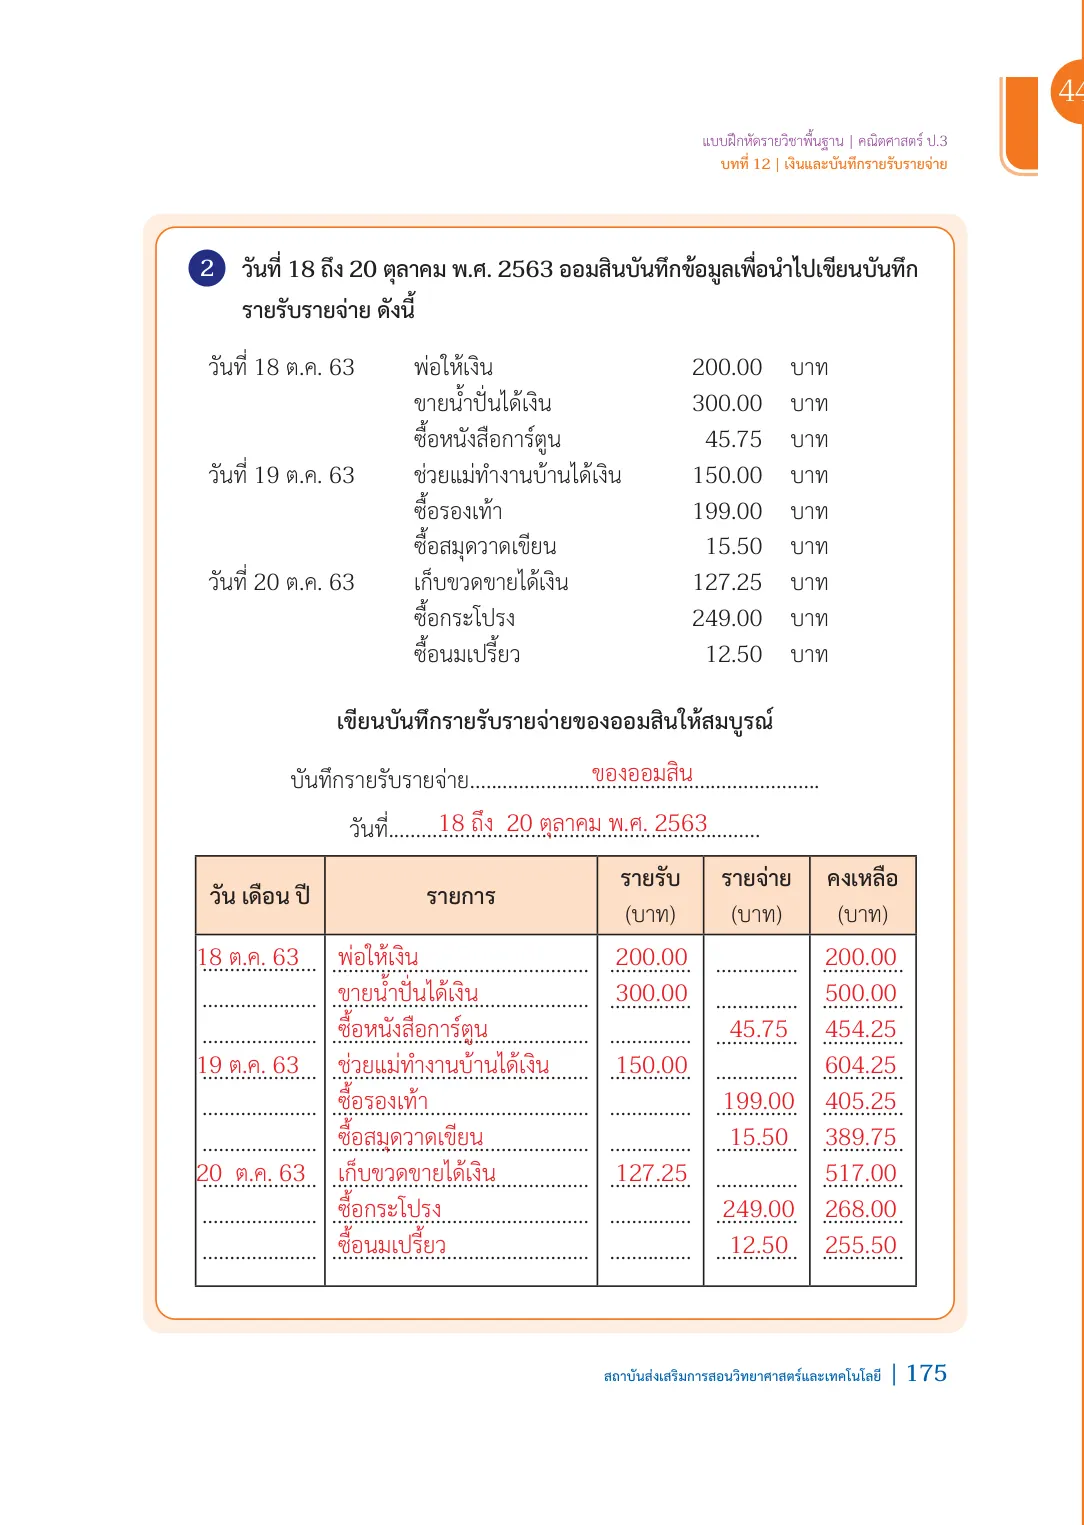 44
แบบฝึกหัดรายวิชาพื้นฐาน | คณิตศาสตร์ ป.3
บทที่ 12 | เงินและบันทึกรายรับรายจ่าย
2 วันที่ 18 ถึง 20 ตุลาคม พ.ศ. 2563 ออมสินบันทึกข้อมูลเพื่อนำไปเขียนบันทึก
รายรับรายจ่าย ดังนี้
วันที่ 18 ต.ค. 63 พ่อให้เงิน 200.00 บาท
ขายน้ำปั่นได้เงิน 300.00 บาท
ซื้อหนังสือการ์ตูน 45.75 บาท
วันที่ 19 ต.ค. 63 ช่วยแม่ทำงานบ้านได้เงิน 150.00 บาท
ซื้อรองเท้า 199.00 บาท
ซื้อสมุดวาดเขียน 15.50 บาท
วันที่ 20 ต.ค. 63 เก็บขวดขายได้เงิน 127.25 บาท
ซื้อกระโปรง 249.00 บาท
ซื้อนมเปรี้ยว 12.50 บาท
เขียนบันทึกรายรับรายจ่ายของออมสินให้สมบูรณ์
บันทึกรายรับรายจ่าย ของออมสิน
วันที่ 18 ถึง 20 ตุลาคม พ.ศ. 2563
วัน เดือน ปี รายการ รายรับ (บาท) รายจ่าย (บาท) คงเหลือ (บาท)
18 ต.ค. 63 พ่อให้เงิน 200.00 200.00
ขายน้ำปั่นได้เงิน 300.00 500.00
ซื้อหนังสือการ์ตูน 45.75 454.25
19 ต.ค. 63 ช่วยแม่ทำงานบ้านได้เงิน 150.00 604.25
ซื้อรองเท้า 199.00 405.25
ซื้อสมุดวาดเขียน 15.50 389.75
20 ต.ค. 63 เก็บขวดขายได้เงิน 127.25 517.00
ซื้อกระโปรง 249.00 268.00
ซื้อนมเปรี้ยว 12.50 255.50
สถาบันส่งเสริมการสอนวิทยาศาสตร์และเทคโนโลยี | 175